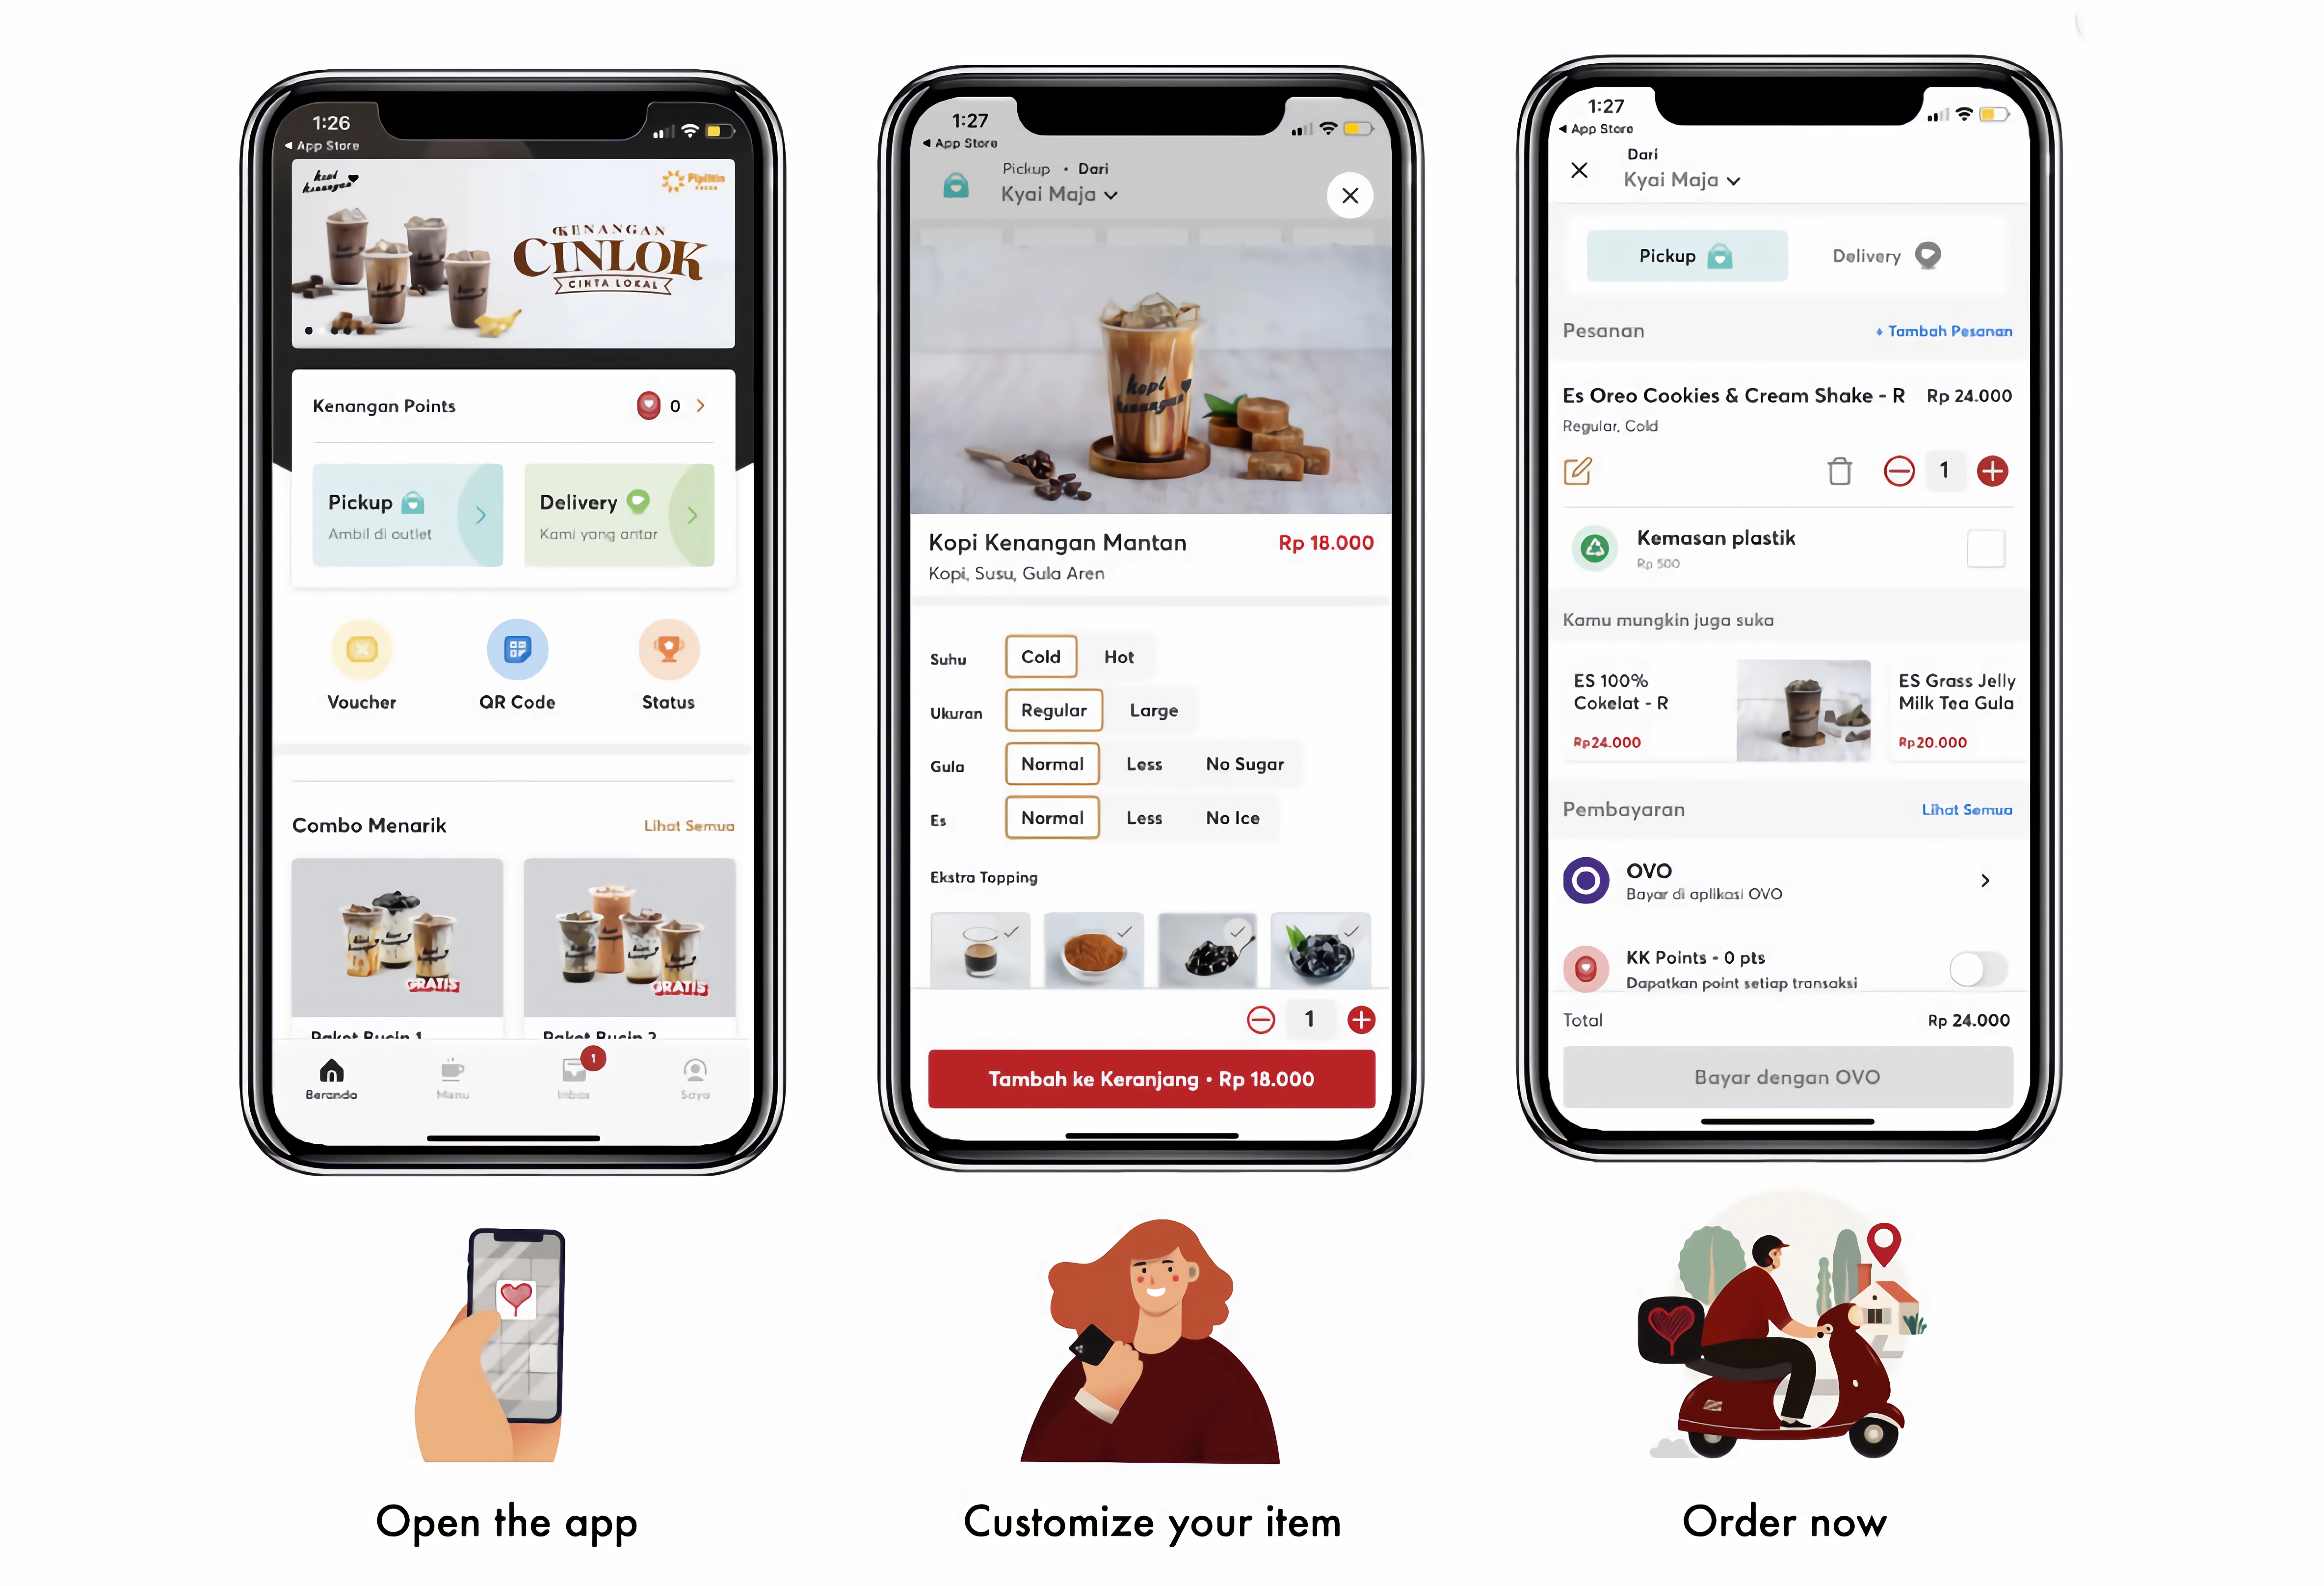 1:26
App Store
kopi kenangan
Pipiltin
COCOA
KENANGAN
CINLOK
CINTA LOKAL
Kenangan Points
0
Pickup
Ambil di outlet
Delivery
Kami yang antar
Voucher
QR Code
Status
Combo Menarik
Lihat Semua
GRATIS
GRATIS
Paket Bucin 1
Paket Bucin 2
1
Beranda
Menu
Inbox
Saya
Open the app
1:27
App Store
Pickup • Dari
Kyai Maja
kopi
kenangan
Kopi Kenangan Mantan
Rp 18.000
Kopi, Susu, Gula Aren
Suhu
Cold
Hot
Ukuran
Regular
Large
Gula
Normal
Less
No Sugar
Es
Normal
Less
No Ice
Ekstra Topping
1
Tambah ke Keranjang • Rp 18.000
Customize your item
1:27
App Store
Dari
Kyai Maja
Pickup
Delivery
Pesanan
+ Tambah Pesanan
Es Oreo Cookies & Cream Shake - R
Rp 24.000
Regular, Cold
1
Kemasan plastik
Rp 500
Kamu mungkin juga suka
ES 100%
Cokelat - R
Rp24.000
ES Grass Jelly
Milk Tea Gula
Rp20.000
Pembayaran
Lihat Semua
OVO
Bayar di aplikasi OVO
KK Points - 0 pts
Dapatkan point setiap transaksi
Total
Rp 24.000
Bayar dengan OVO
Order now